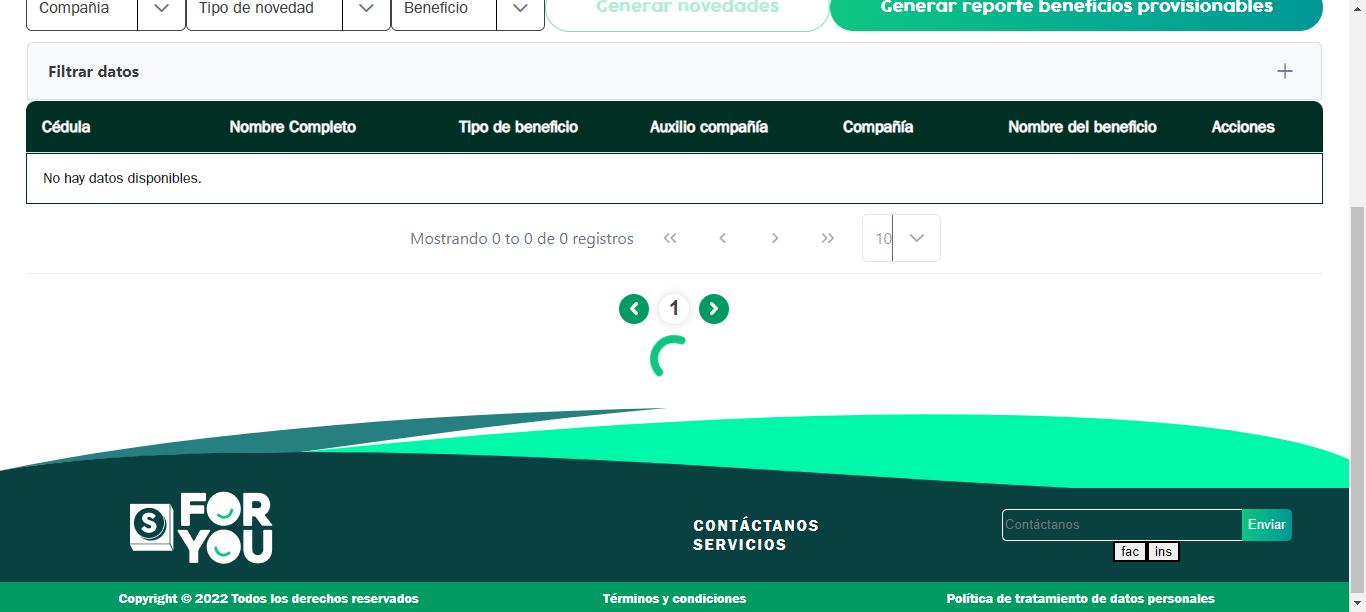 Compañia Tipo de novedad Beneficio Generar novedades Generar reporte beneficios provisionables
Filtrar datos
Cédula Nombre Completo Tipo de beneficio Auxilio compañía Compañía Nombre del beneficio Acciones
No hay datos disponibles.
Mostrando 0 to 0 de 0 registros 10
1
S FOR YOU
CONTÁCTANOS
SERVICIOS
Contáctanos Enviar
fac ins
Copyright © 2022 Todos los derechos reservados Términos y condiciones Política de tratamiento de datos personales